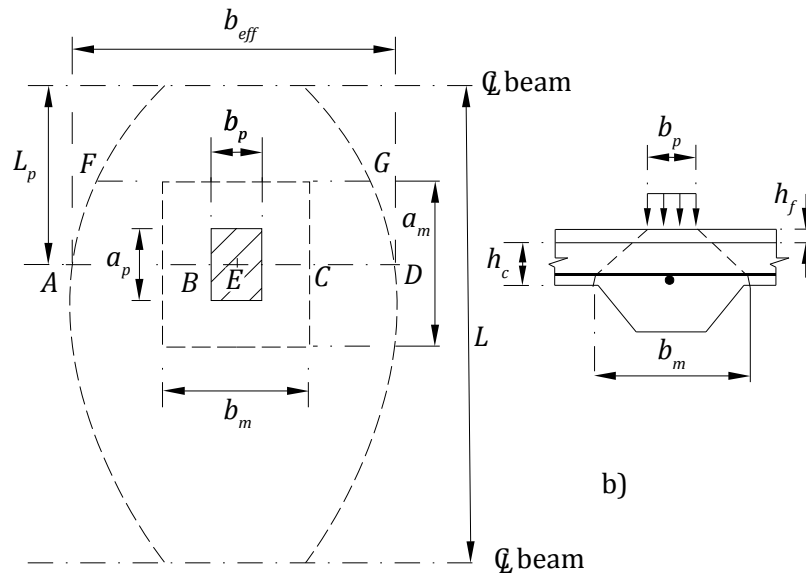 b_eff
℄ beam
b_p
b_p
L_p
F
G
h_f
a_m
a_p
h_c
A
B
E
C
D
L
b_m
b_m
b)
℄ beam